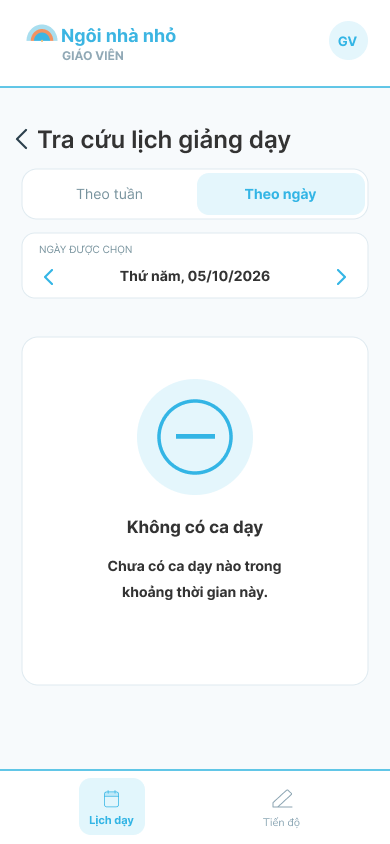 Ngôi nhà nhỏ
GIÁO VIÊN
GV
Tra cứu lịch giảng dạy
Theo tuần
Theo ngày
NGÀY ĐƯỢC CHỌN
Thứ năm, 05/10/2026
Không có ca dạy
Chưa có ca dạy nào trong
khoảng thời gian này.
Lịch dạy
Tiến độ